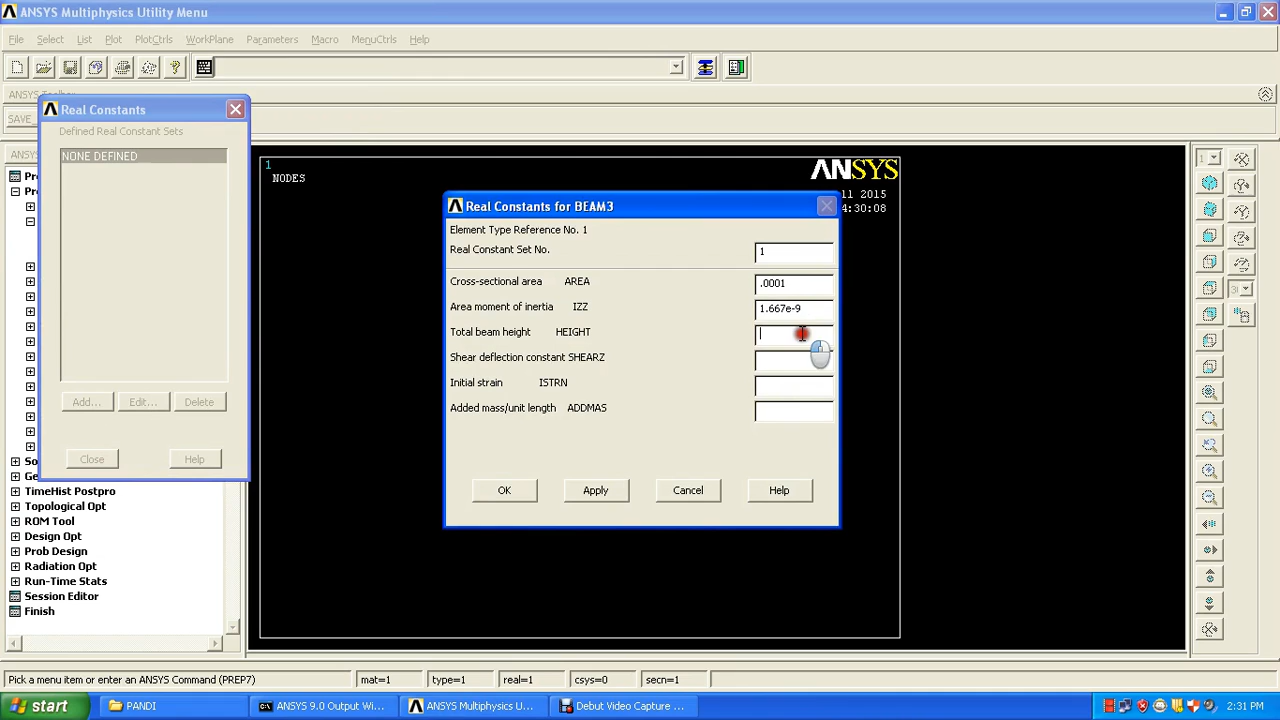 ANSYS Multiphysics Utility Menu
File Select List Plot PlotCtrls WorkPlane Parameters Macro MenuCtrls Help
ANSYS Toolbar
SAVE_
Real Constants
Defined Real Constant Sets
NONE DEFINED
Add... Edit... Delete
Close Help
TimeHist Postpro
Topological Opt
ROM Tool
Design Opt
Prob Design
Radiation Opt
Run-Time Stats
Session Editor
Finish
1
NODES
ANSYS
11 2015
4:30:08
Real Constants for BEAM3
Element Type Reference No. 1
Real Constant Set No. 1
Cross-sectional area AREA .0001
Area moment of inertia IZZ 1.667e-9
Total beam height HEIGHT
Shear deflection constant SHEARZ
Initial strain ISTRN
Added mass/unit length ADDMAS
OK Apply Cancel Help
1
Pick a menu item or enter an ANSYS Command (PREP7) mat=1 type=1 real=1 csys=0 secn=1
start PANDI ANSYS 9.0 Output Wi... ANSYS Multiphysics U... Debut Video Capture ... 2:31 PM